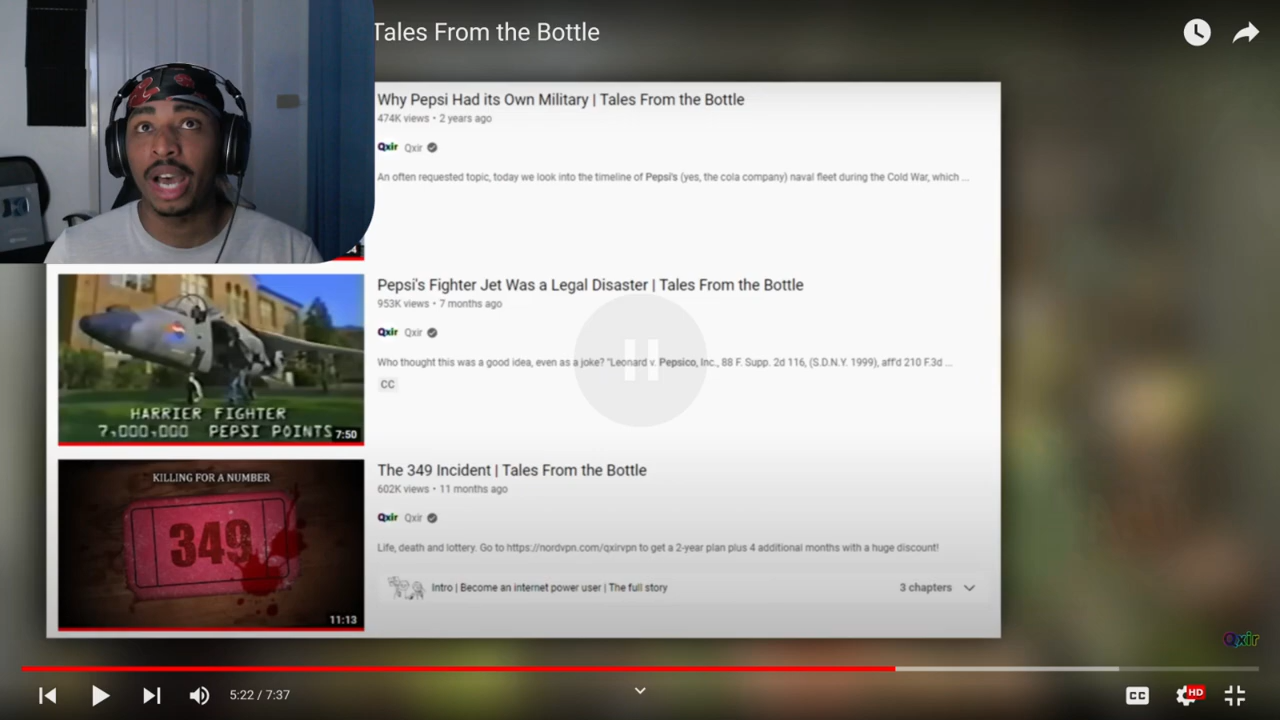 Tales From the Bottle
Why Pepsi Had its Own Military | Tales From the Bottle
474K views • 2 years ago
Qxir Qxir
An often requested topic, today we look into the timeline of Pepsi's (yes, the cola company) naval fleet during the Cold War, which ...
Pepsi's Fighter Jet Was a Legal Disaster | Tales From the Bottle
953K views • 7 months ago
Qxir Qxir
Who thought this was a good idea, even as a joke? "Leonard v. Pepsico, Inc., 88 F. Supp. 2d 116, (S.D.N.Y. 1999), aff'd 210 F.3d ...
CC
HARRIER FIGHTER
7,000,000 PEPSI POINTS
7:50
The 349 Incident | Tales From the Bottle
602K views • 11 months ago
KILLING FOR A NUMBER
349
Qxir Qxir
Life, death and lottery. Go to https://nordvpn.com/qxirvpn to get a 2-year plan plus 4 additional months with a huge discount!
Intro | Become an internet power user | The full story
3 chapters
11:13
Qxir
5:22 / 7:37
CC
HD